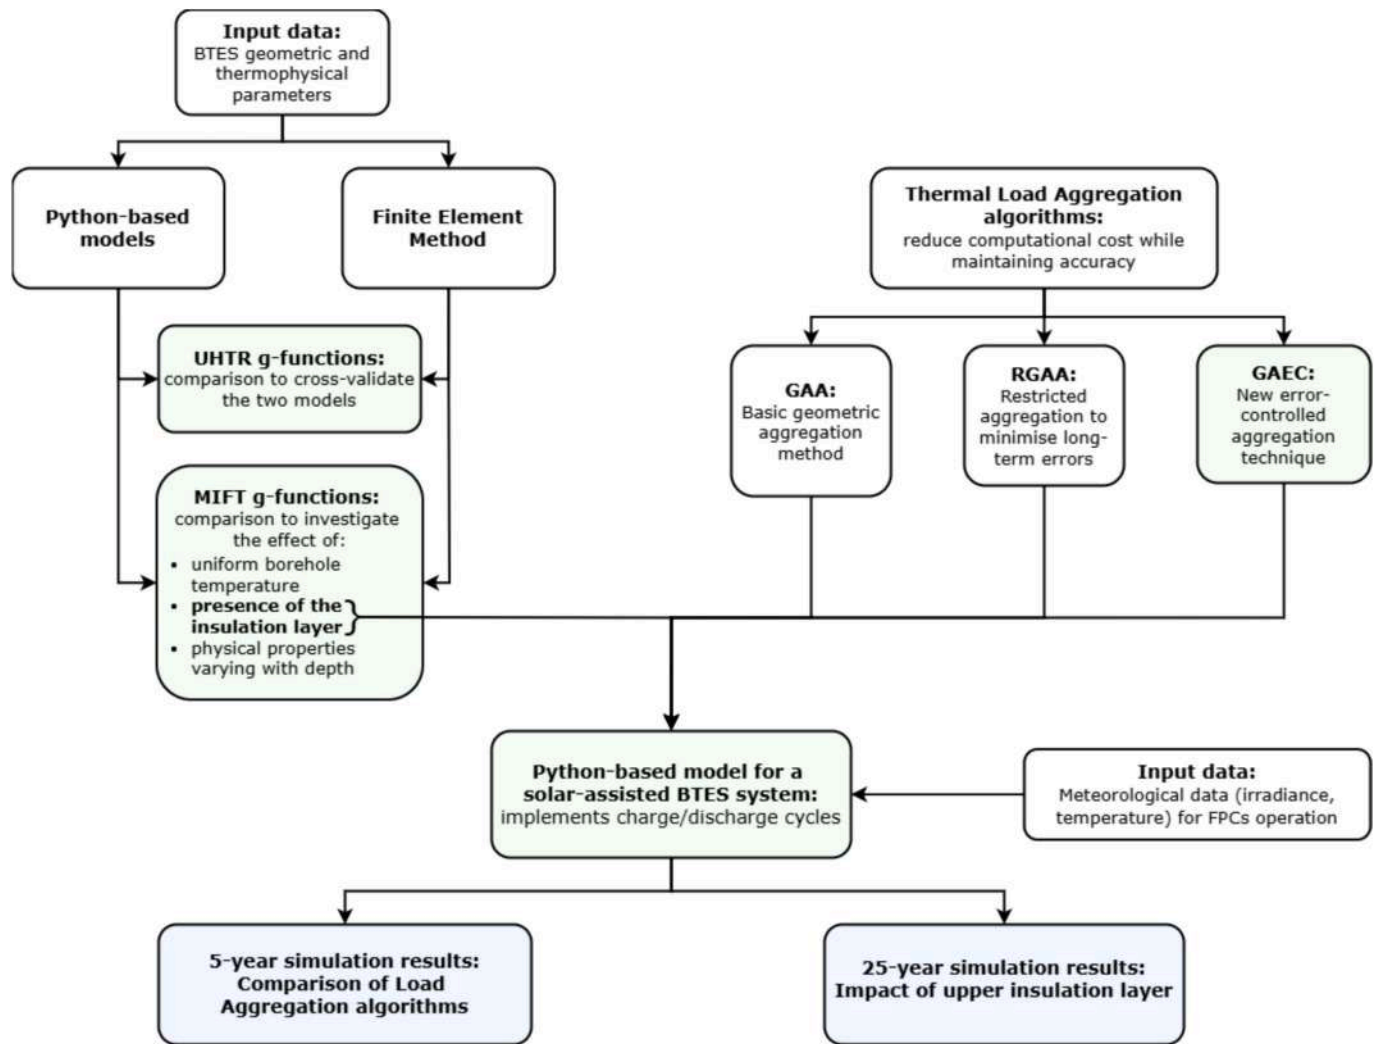 Input data:
BTES geometric and
thermophysical
parameters
Python-based
models
Finite Element
Method
Thermal Load Aggregation
algorithms:
reduce computational cost while
maintaining accuracy
UHTR g-functions:
comparison to cross-validate
the two models
GAA:
Basic geometric
aggregation
method
RGAA:
Restricted
aggregation to
minimise long-
term errors
GAEC:
New error-
controlled
aggregation
technique
MIFT g-functions:
comparison to investigate
the effect of:
▪ uniform borehole
temperature
▪ presence of the
insulation layer
▪ physical properties
varying with depth
Python-based model for a
solar-assisted BTES system:
implements charge/discharge cycles
Input data:
Meteorological data (irradiance,
temperature) for FPCs operation
5-year simulation results:
Comparison of Load
Aggregation algorithms
25-year simulation results:
Impact of upper insulation layer